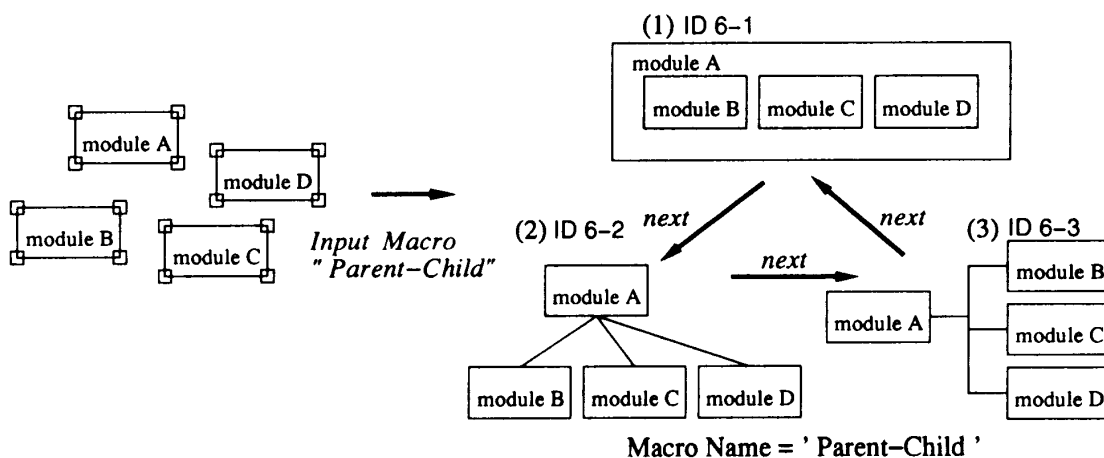 module A
module D
module B
module C
Input Macro
" Parent-Child"
(1) ID 6-1
module A
module B
module C
module D
next
next
next
(2) ID 6-2
module A
module B
module C
module D
(3) ID 6-3
module A
module B
module C
module D
Macro Name = ' Parent-Child '